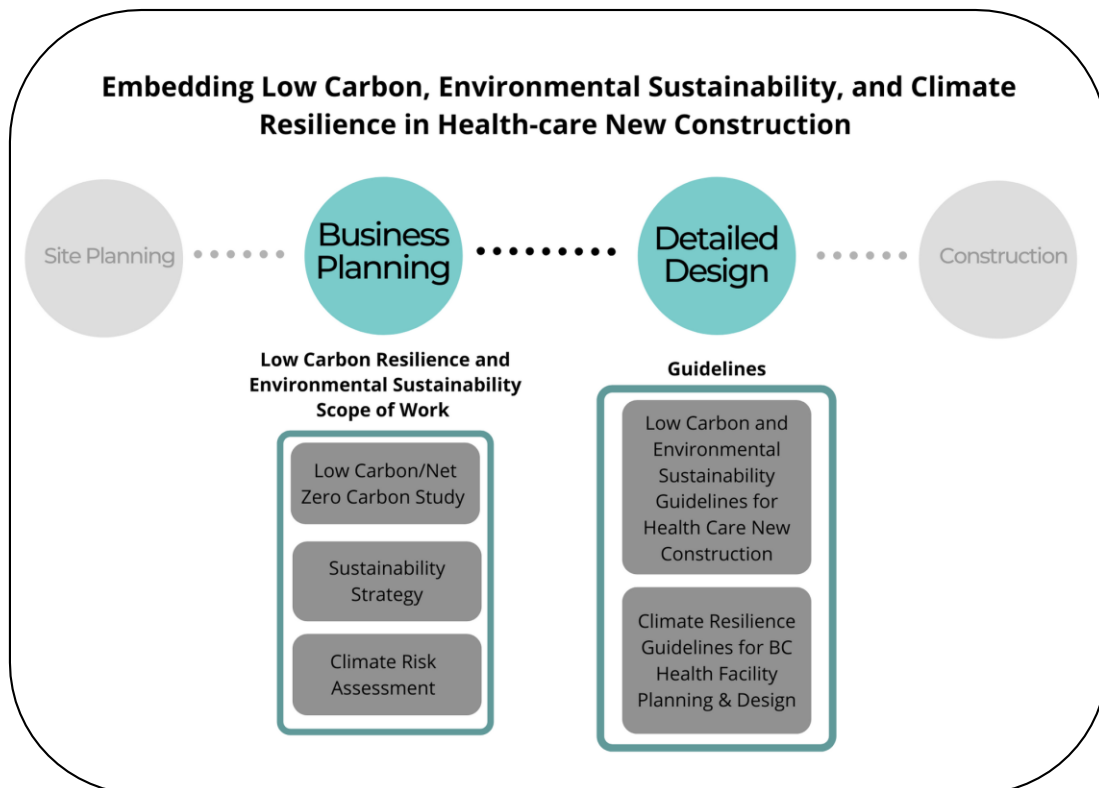 Embedding Low Carbon, Environmental Sustainability, and Climate
Resilience in Health-care New Construction
Site Planning
Business
Planning
Detailed
Design
Construction
Low Carbon Resilience and
Environmental Sustainability
Scope of Work
Low Carbon/Net
Zero Carbon Study
Sustainability
Strategy
Climate Risk
Assessment
Guidelines
Low Carbon and
Environmental
Sustainability
Guidelines for
Health Care New
Construction
Climate Resilience
Guidelines for BC
Health Facility
Planning & Design